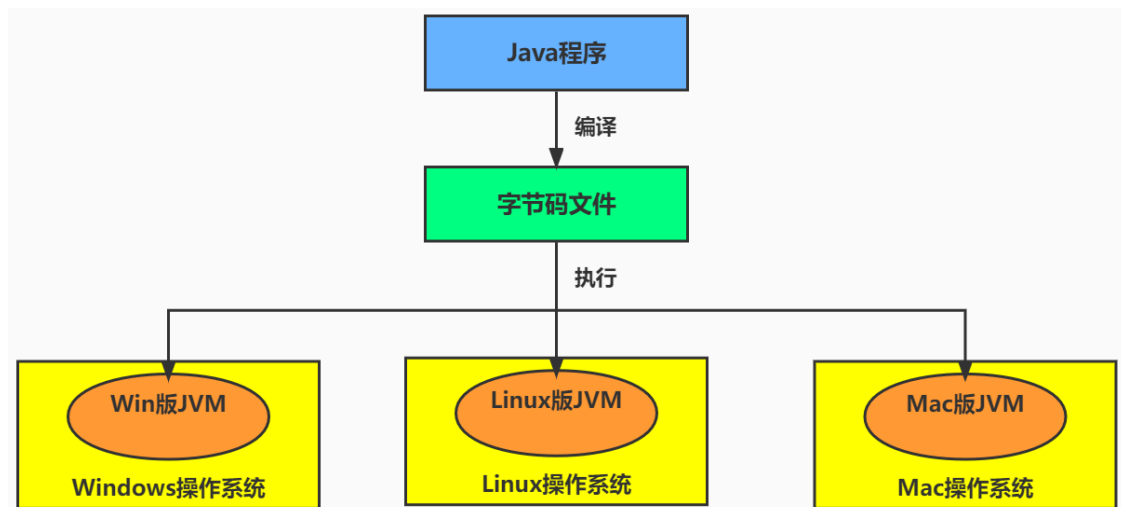 Java程序
编译
字节码文件
执行
Win版JVM
Linux版JVM
Mac版JVM
Windows操作系统
Linux操作系统
Mac操作系统